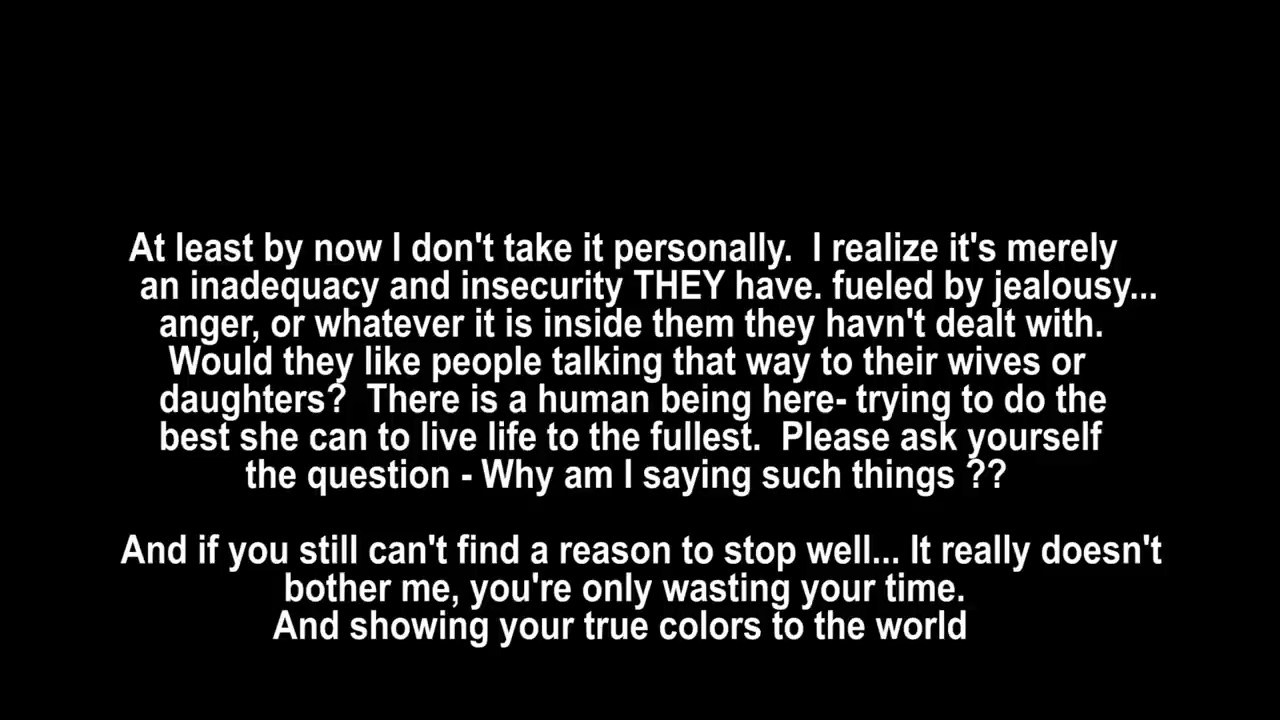 At least by now I don't take it personally.  I realize it's merely
an inadequacy and insecurity THEY have. fueled by jealousy...
anger, or whatever it is inside them they havn't dealt with.
Would they like people talking that way to their wives or
daughters?  There is a human being here- trying to do the
best she can to live life to the fullest.  Please ask yourself
the question - Why am I saying such things ??
And if you still can't find a reason to stop well... It really doesn't
bother me, you're only wasting your time.
And showing your true colors to the world